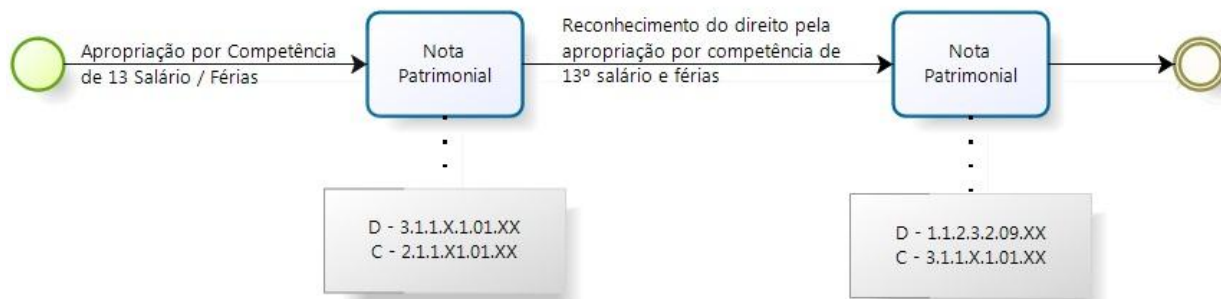 Apropriação por Competência
de 13 Salário / Férias
Nota
Patrimonial
Reconhecimento do direito pela
apropriação por competência de
13º salário e férias
Nota
Patrimonial
D - 3.1.1.X.1.01.XX
C - 2.1.1.X1.01.XX
D - 1.1.2.3.2.09.XX
C - 3.1.1.X.1.01.XX